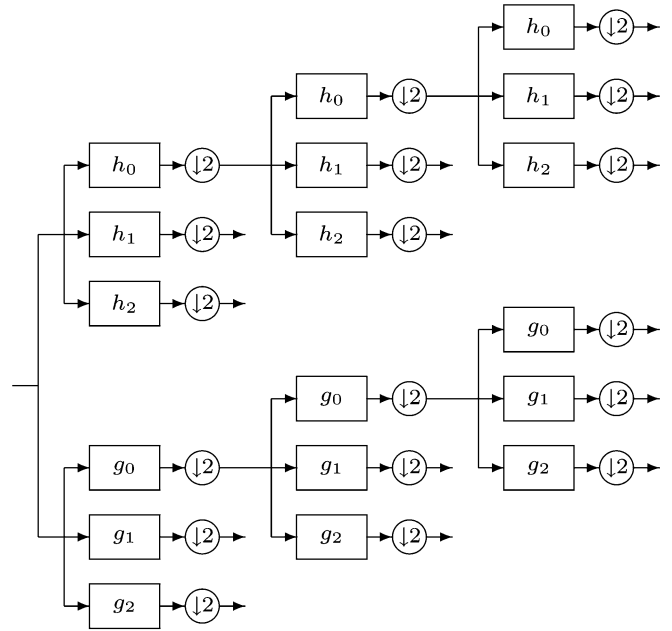 h₀ ↓2
h₀ ↓2 h₁ ↓2
h₀ ↓2 h₁ ↓2 h₂ ↓2
h₁ ↓2 h₂ ↓2
h₂ ↓2
g₀ ↓2
g₀ ↓2 g₁ ↓2
g₀ ↓2 g₁ ↓2 g₂ ↓2
g₁ ↓2 g₂ ↓2
g₂ ↓2